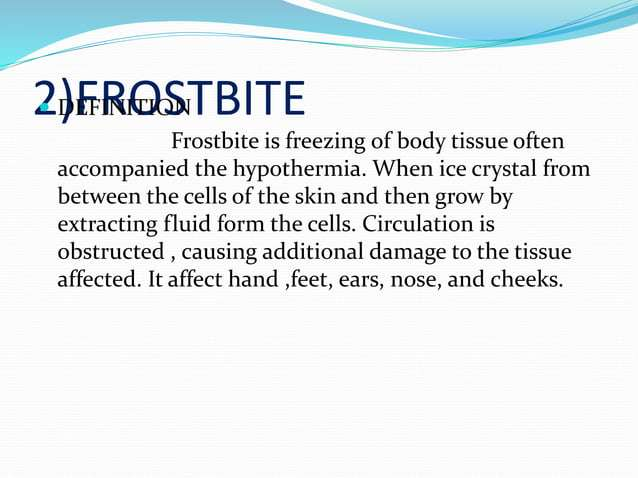 2)FROSTBITE
DEFINITION
Frostbite is freezing of body tissue often
accompanied the hypothermia. When ice crystal from
between the cells of the skin and then grow by
extracting fluid form the cells. Circulation is
obstructed , causing additional damage to the tissue
affected. It affect hand ,feet, ears, nose, and cheeks.